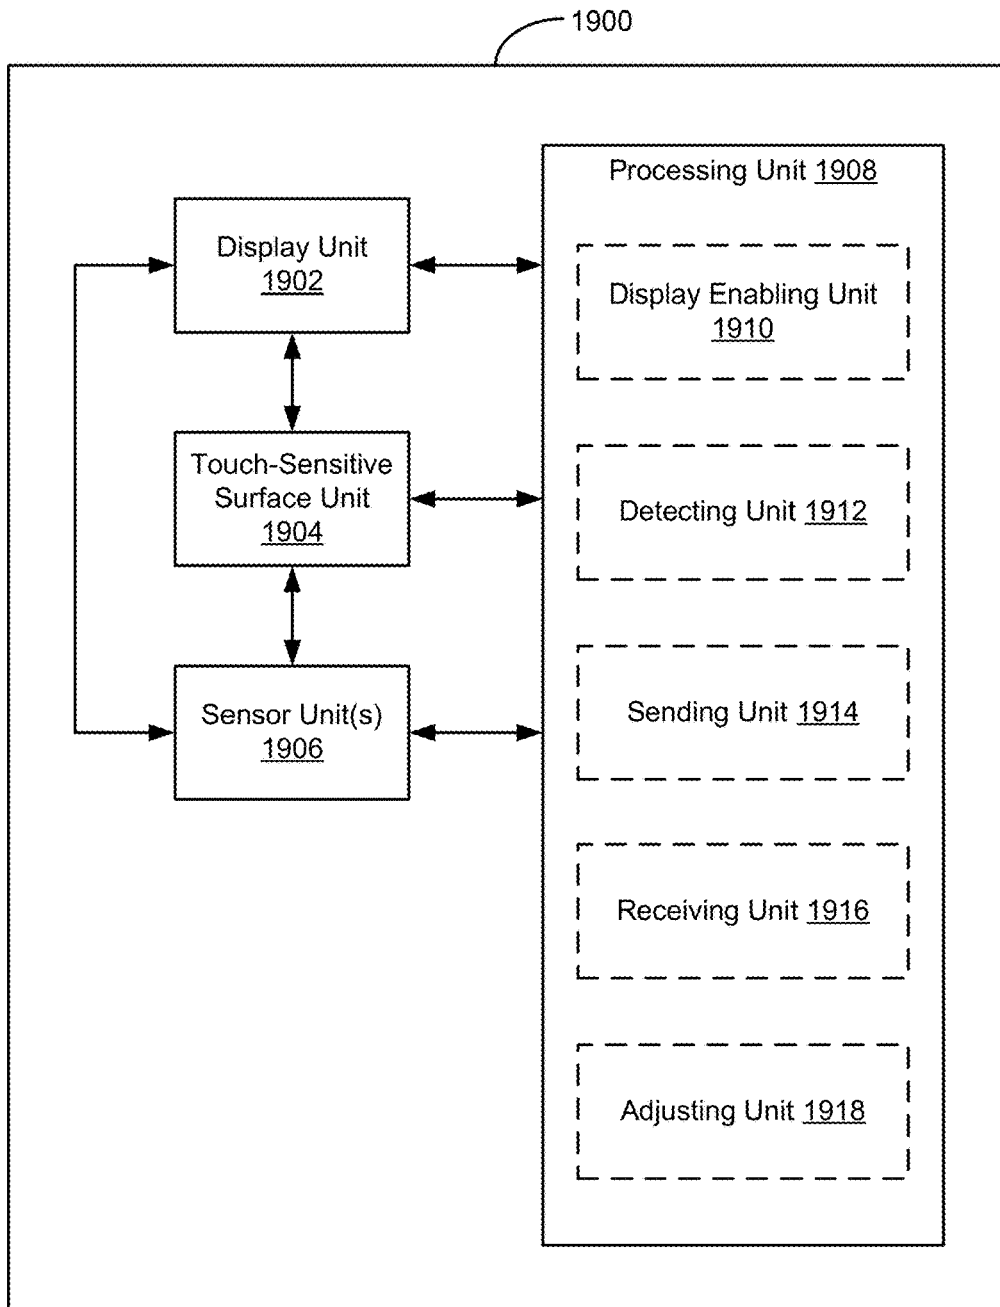 1900
Processing Unit 1908
Display Unit
1902
Display Enabling Unit
1910
Touch-Sensitive
Surface Unit
1904
Detecting Unit 1912
Sensor Unit(s)
1906
Sending Unit 1914
Receiving Unit 1916
Adjusting Unit 1918